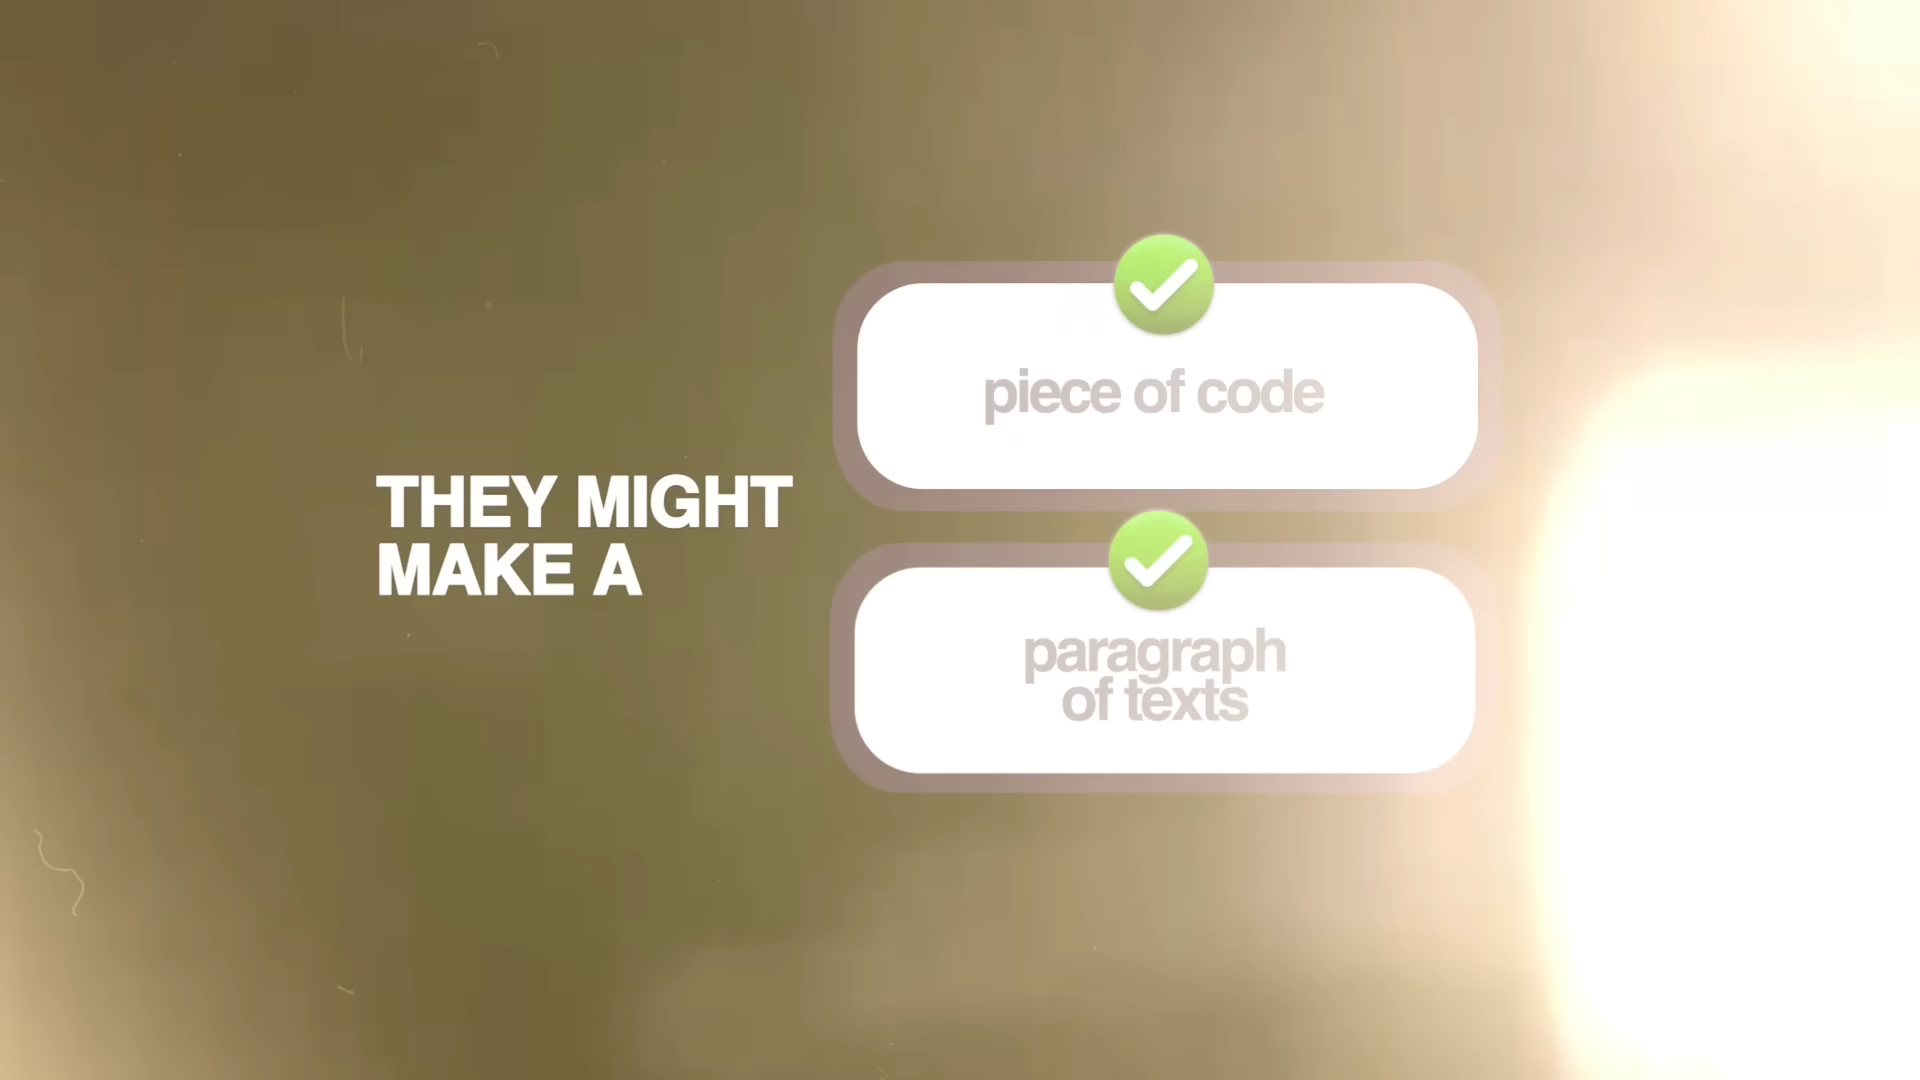 THEY MIGHT
MAKE A
piece of code
paragraph
of texts